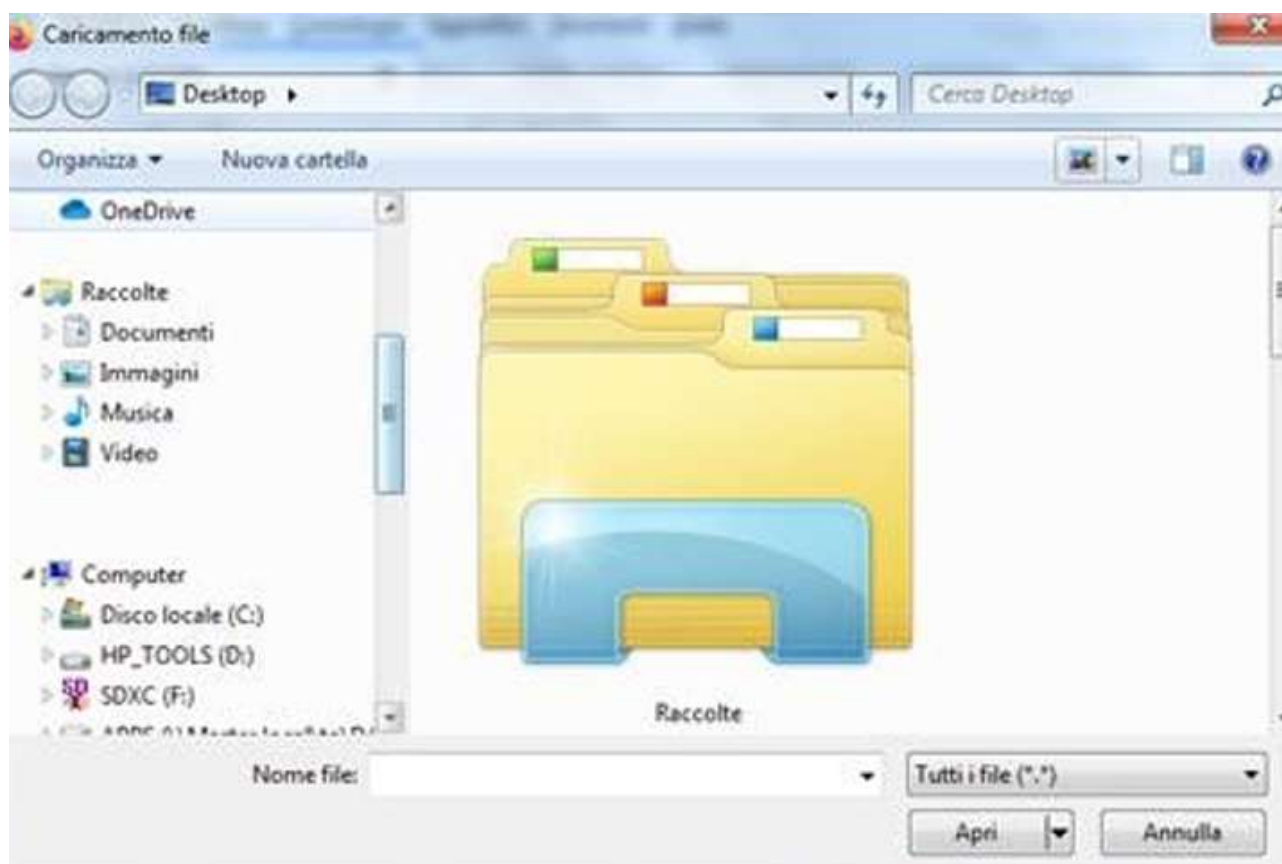 Caricamento file
Desktop
Cerca Desktop
Organizza
Nuova cartella
OneDrive
Raccolte
Documenti
Immagini
Musica
Video
Computer
Disco locale (C:)
HP_TOOLS (D:)
SDXC (F:)
Raccolte
Nome file:
Tutti i file (*.*)
Apri
Annulla